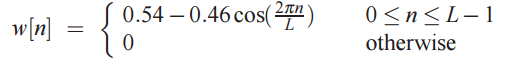 w[n] = { 0.54 – 0.46 cos(2πn/L) 0 ≤ n ≤ L – 1
0 otherwise